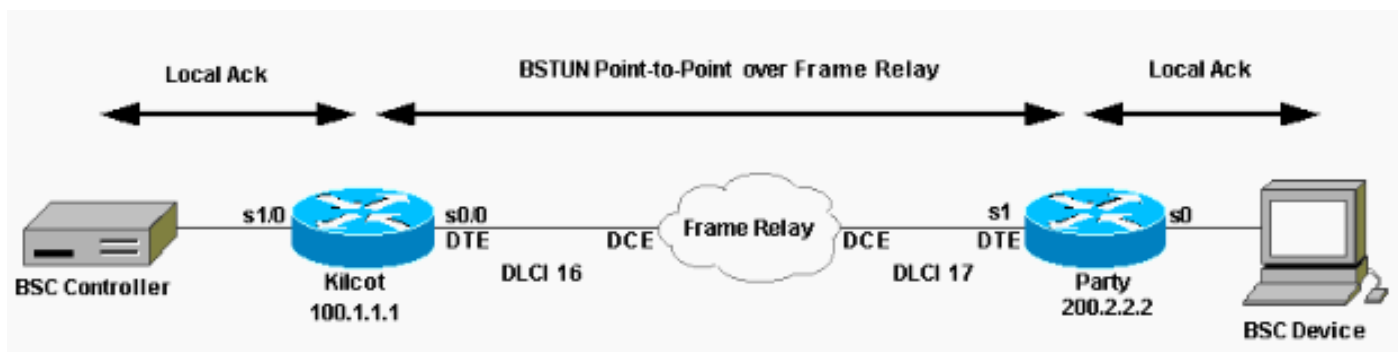 Local Ack
BSTUN Point-to-Point over Frame Relay
Local Ack
s1/0
s0/0
DTE
DCE
Frame Relay
DCE
s1
DTE
s0
BSC Controller
Kilcot
100.1.1.1
DLCI 16
DLCI 17
Party
200.2.2.2
BSC Device